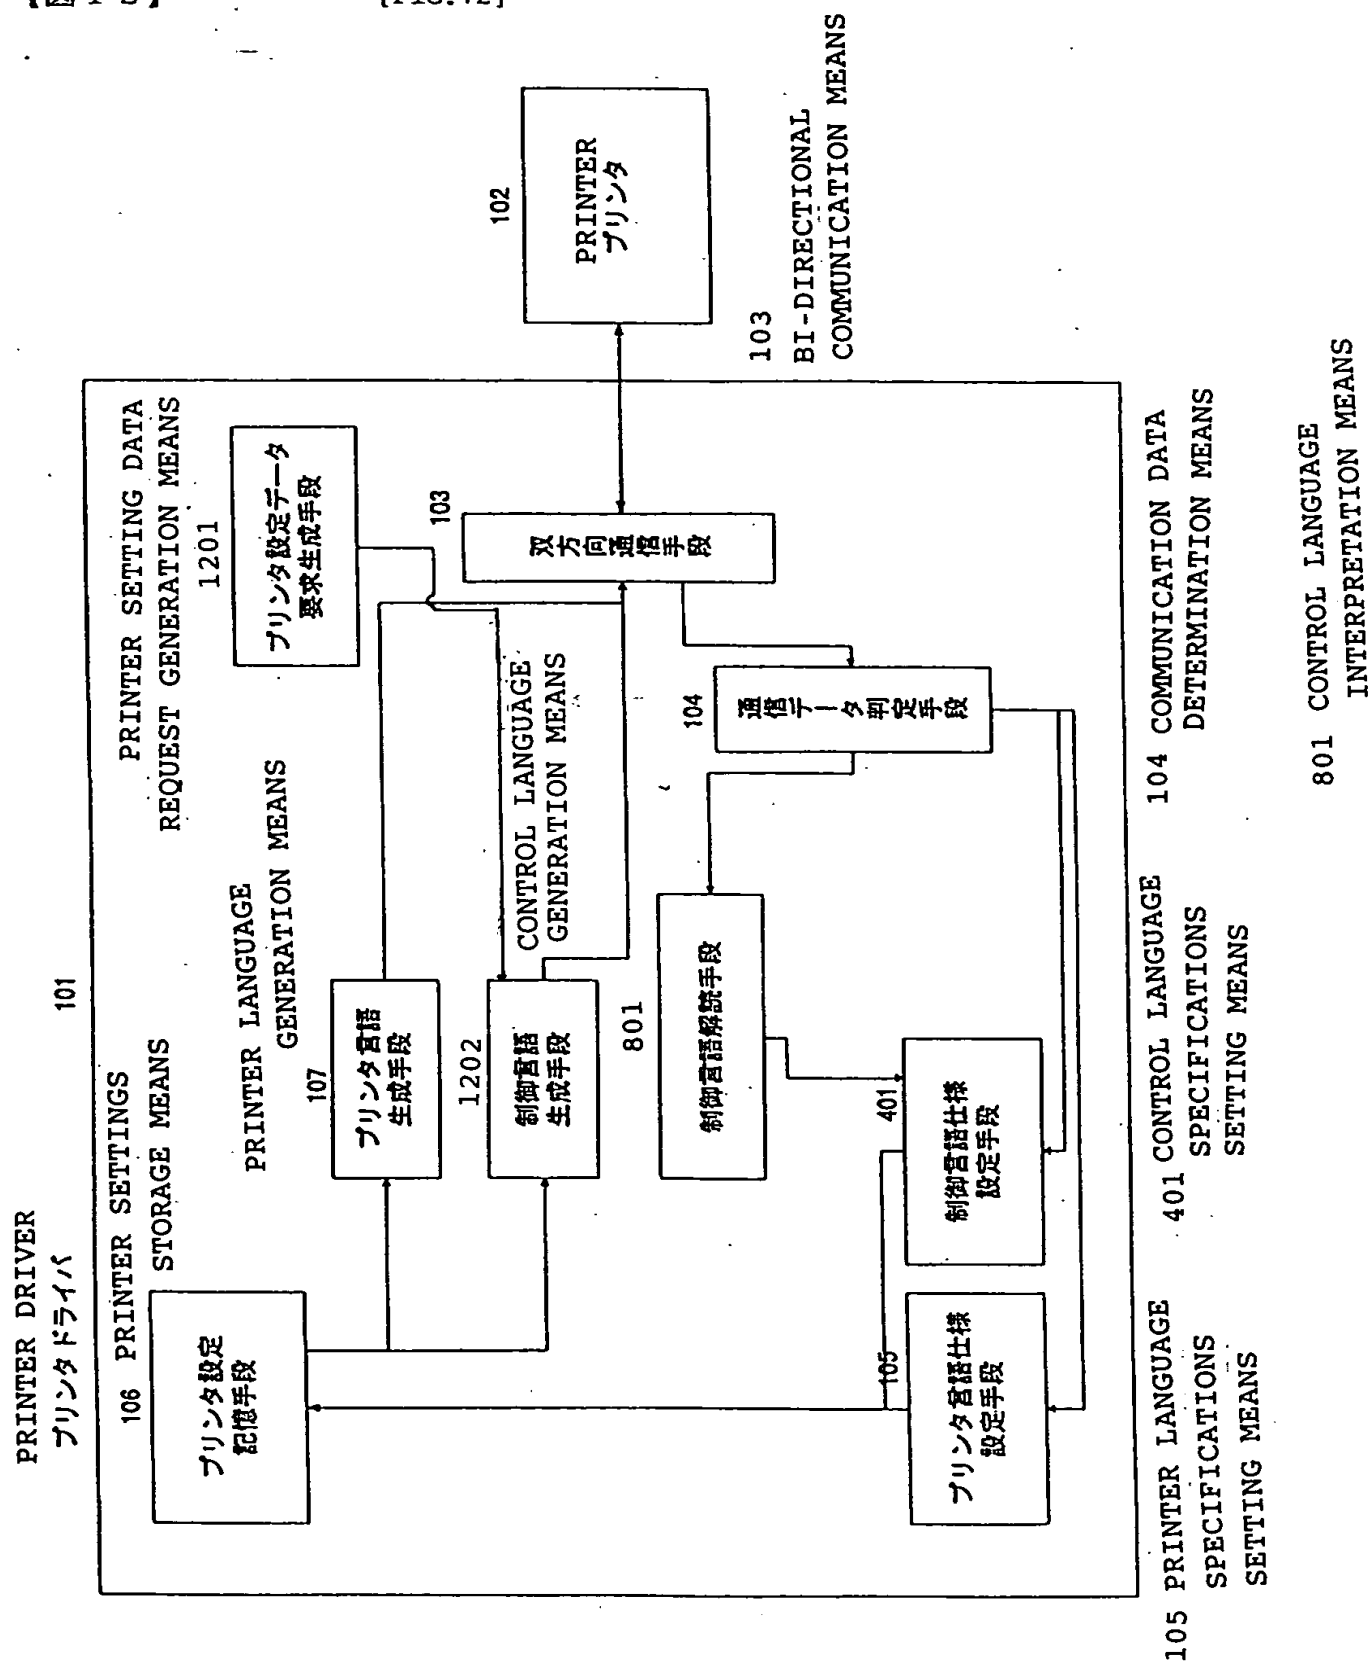 PRINTER DRIVER
プリンタドライバ
101
106 PRINTER SETTINGS
STORAGE MEANS
プリンタ設定
記憶手段
PRINTER LANGUAGE
GENERATION MEANS
107
プリンタ言語
生成手段
PRINTER SETTING DATA
REQUEST GENERATION MEANS
1201
プリンタ設定データ
要求生成手段
1202
制御言語
生成手段
CONTROL LANGUAGE
GENERATION MEANS
103
双方向通信手段
102
PRINTER
プリンタ
103
BI-DIRECTIONAL
COMMUNICATION MEANS
801
制御言語解読手段
104
通信データ判定手段
105
プリンタ言語仕様
設定手段
401
制御言語仕様
設定手段
105 PRINTER LANGUAGE
SPECIFICATIONS
SETTING MEANS
401 CONTROL LANGUAGE
SPECIFICATIONS
SETTING MEANS
104 COMMUNICATION DATA
DETERMINATION MEANS
801 CONTROL LANGUAGE
INTERPRETATION MEANS